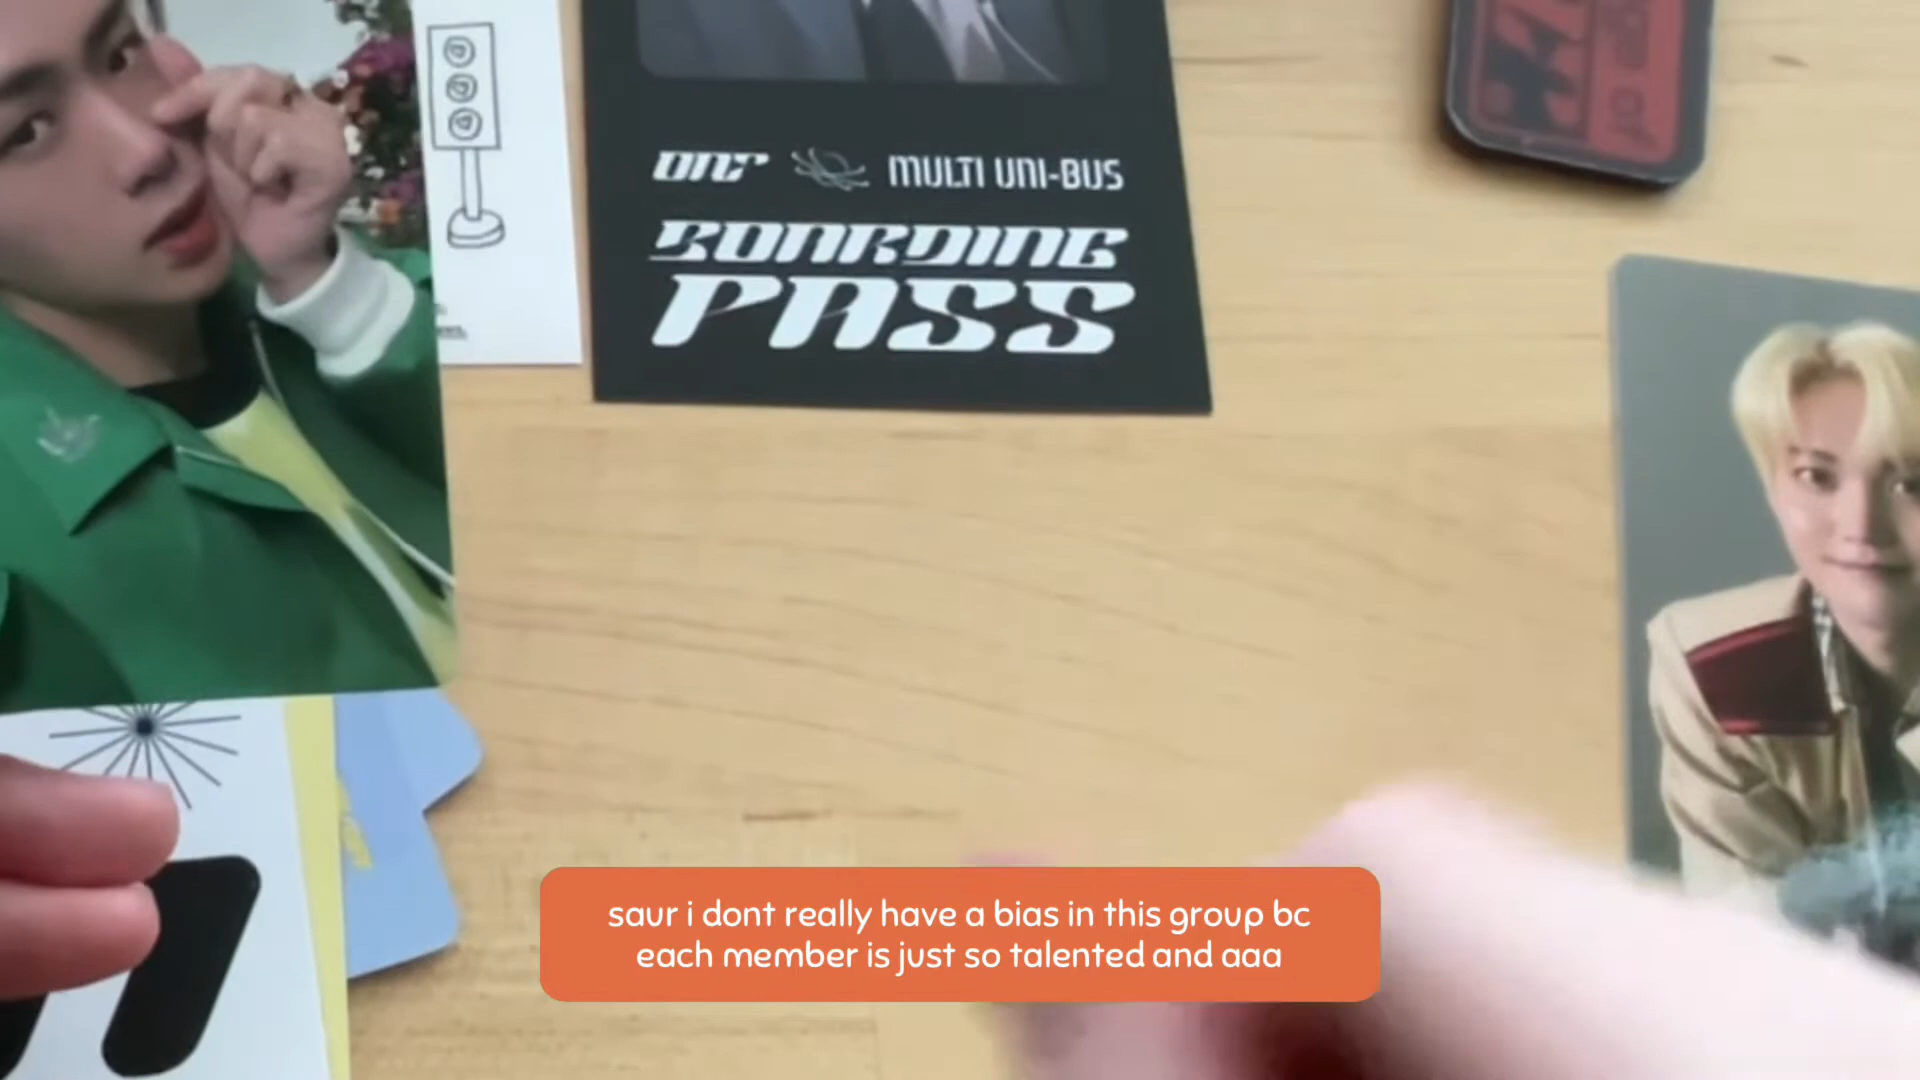 MULTI UNI-BUS
BOARDING
PASS
saur i dont really have a bias in this group bc
each member is just so talented and aaa